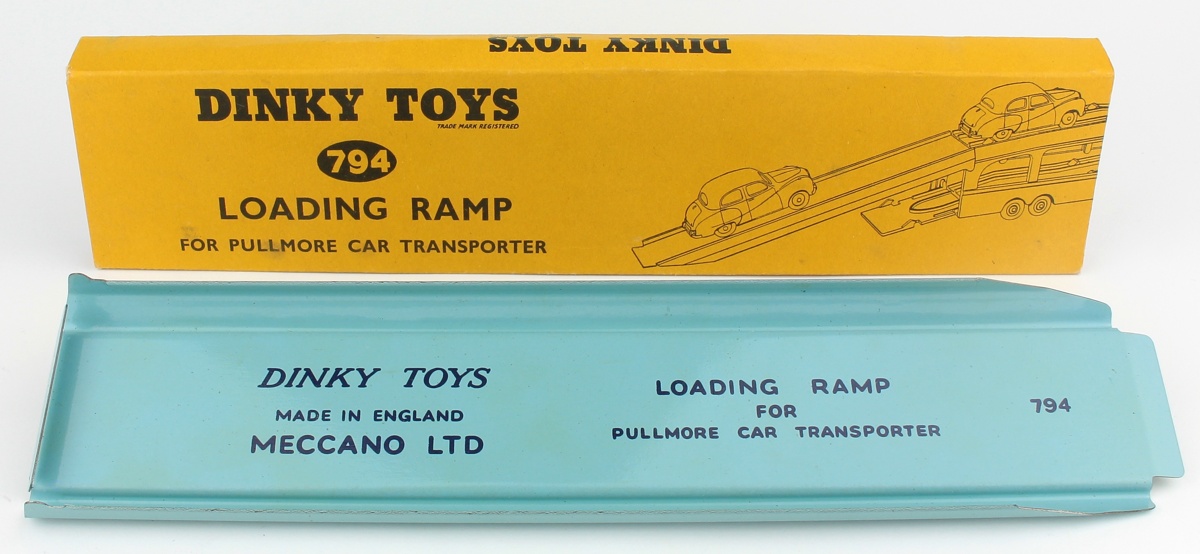 DINKY TOYS
DINKY TOYS
TRADE MARK REGISTERED
794
LOADING RAMP
FOR PULLMORE CAR TRANSPORTER
DINKY TOYS
MADE IN ENGLAND
MECCANO LTD
LOADING RAMP
FOR
PULLMORE CAR TRANSPORTER
794